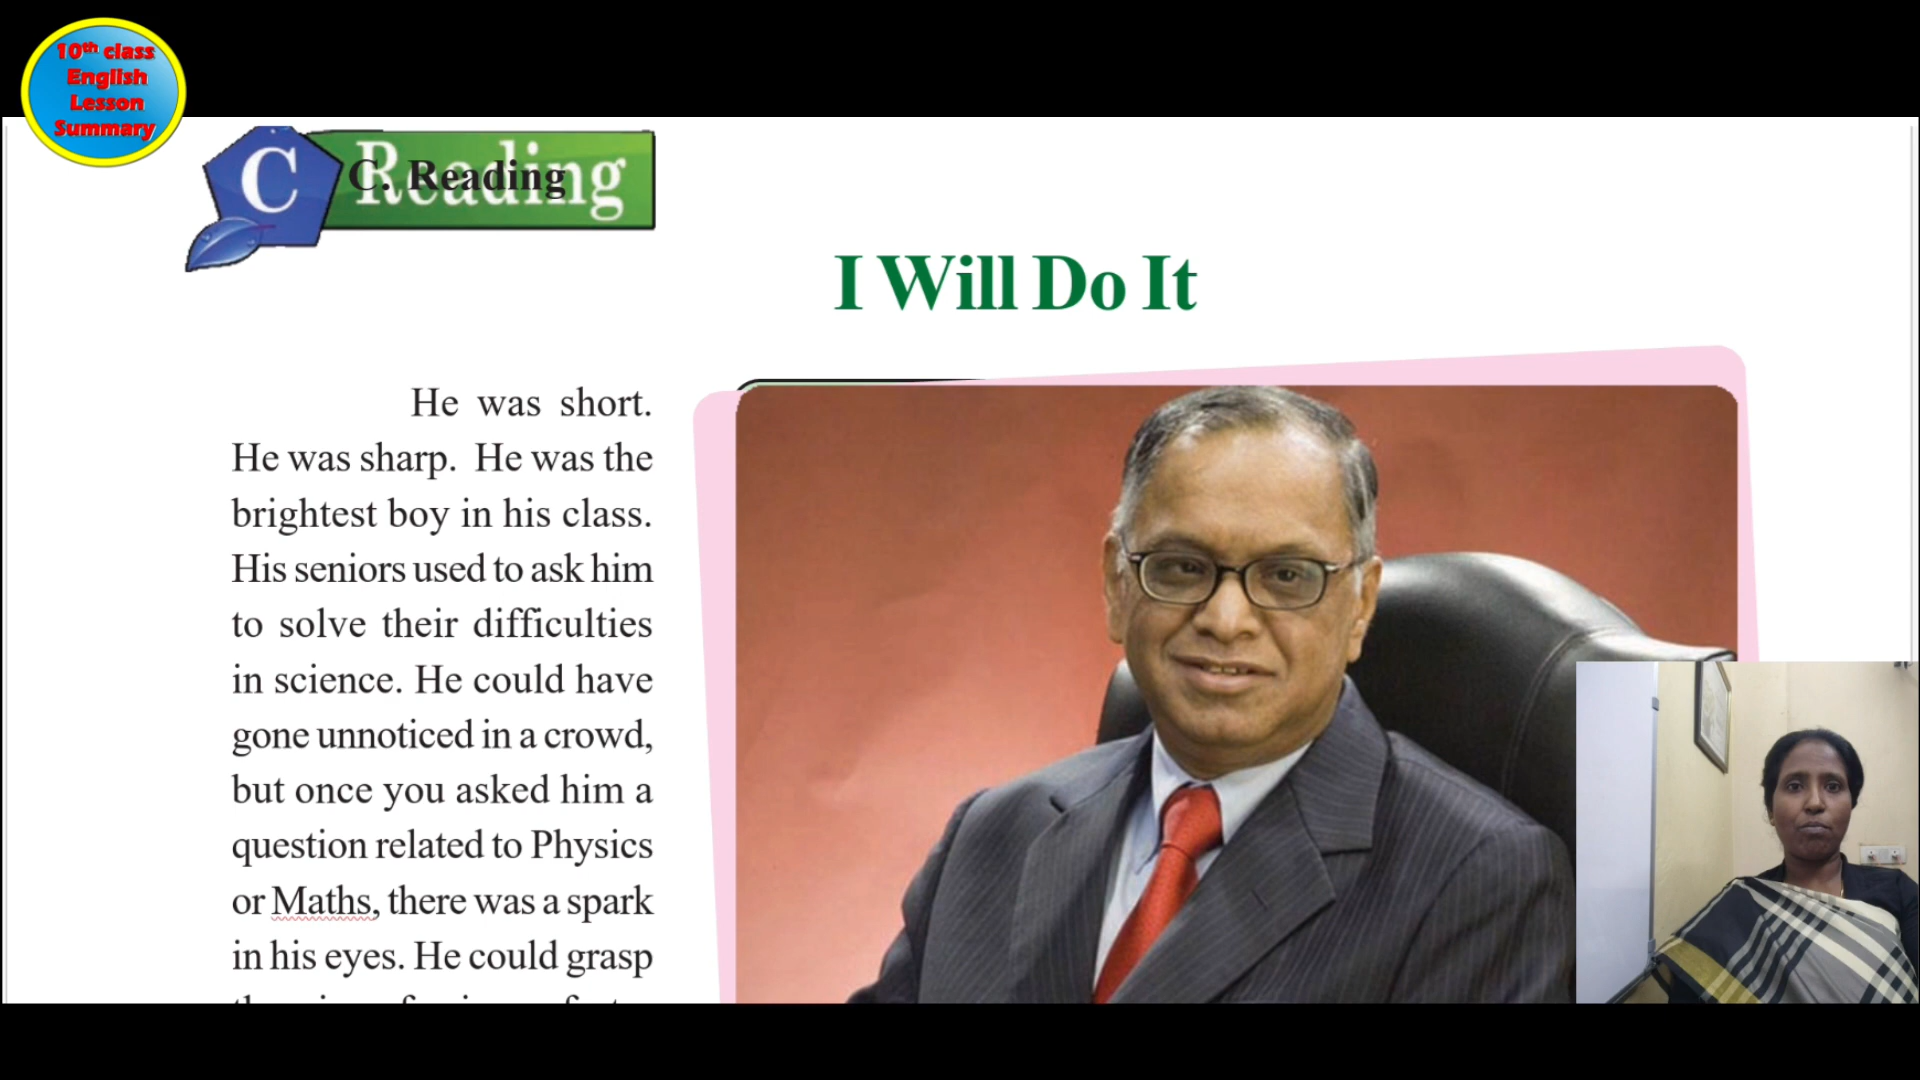 10th class
English
Lesson
Summary
C Reading
C. Reading
I Will Do It
He was short.
He was sharp. He was the
brightest boy in his class.
His seniors used to ask him
to solve their difficulties
in science. He could have
gone unnoticed in a crowd,
but once you asked him a
question related to Physics
or Maths, there was a spark
in his eyes. He could grasp